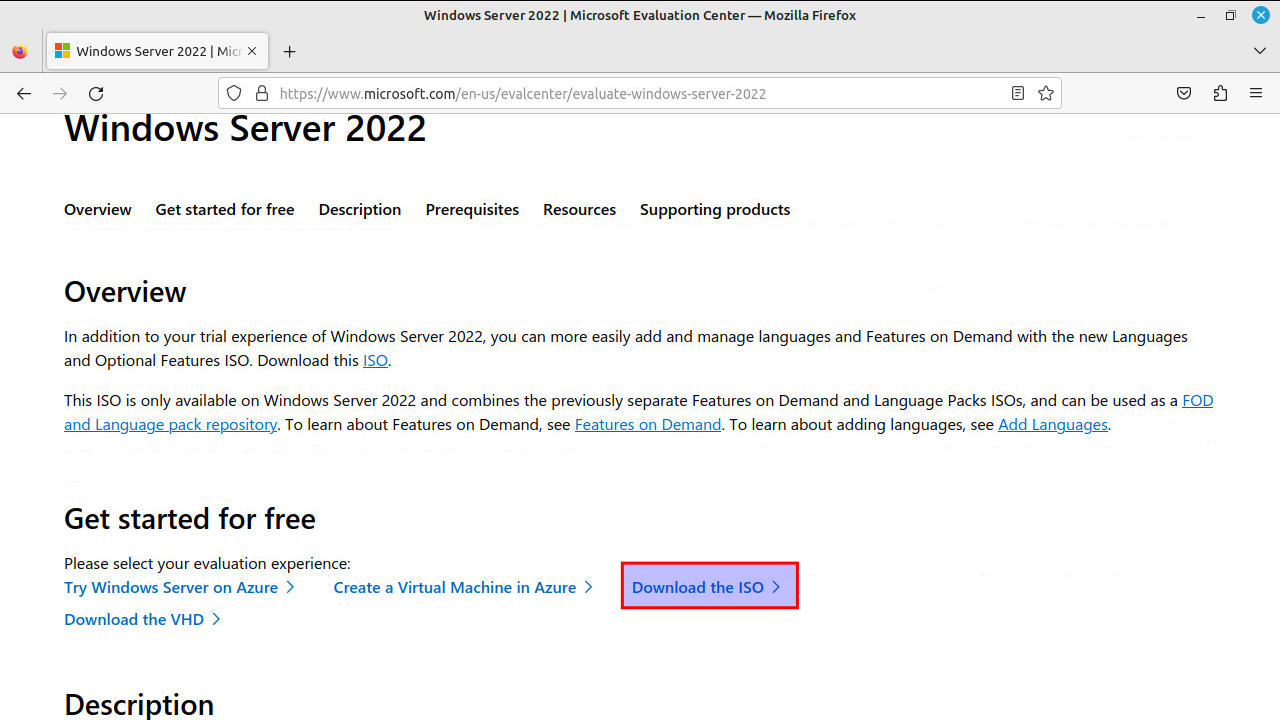 Windows Server 2022 | Microsoft Evaluation Center — Mozilla Firefox
Windows Server 2022 | Micr
https://www.microsoft.com/en-us/evalcenter/evaluate-windows-server-2022
Windows Server 2022
Overview Get started for free Description Prerequisites Resources Supporting products
Overview
In addition to your trial experience of Windows Server 2022, you can more easily add and manage languages and Features on Demand with the new Languages
and Optional Features ISO. Download this ISO.
This ISO is only available on Windows Server 2022 and combines the previously separate Features on Demand and Language Packs ISOs, and can be used as a FOD
and Language pack repository. To learn about Features on Demand, see Features on Demand. To learn about adding languages, see Add Languages.
Get started for free
Please select your evaluation experience:
Try Windows Server on Azure Create a Virtual Machine in Azure Download the ISO
Download the VHD
Description